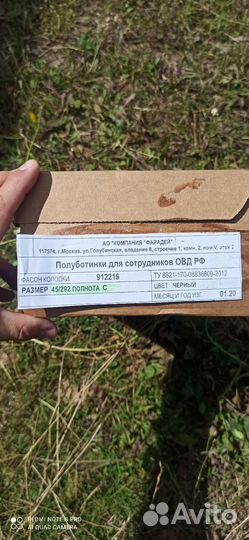 АО "КОМПАНИЯ "ФАРАДЕЙ"
117574, г.Москва, ул.Голубинская, владение 8, строение 1, комн. 2, пом.V, этаж 2
Полуботинки для сотрудников ОВД РФ
ФАСОН КОЛОДКИ 912216 ТУ 8821-170-08836809-2012
РАЗМЕР 45/292 ПОЛНОТА С ЦВЕТ ЧЕРНЫЙ
МЕСЯЦ И ГОД ИЗГ 01.20
REDMI NOTE 8 PRO
AI QUAD CAMERA
Avito